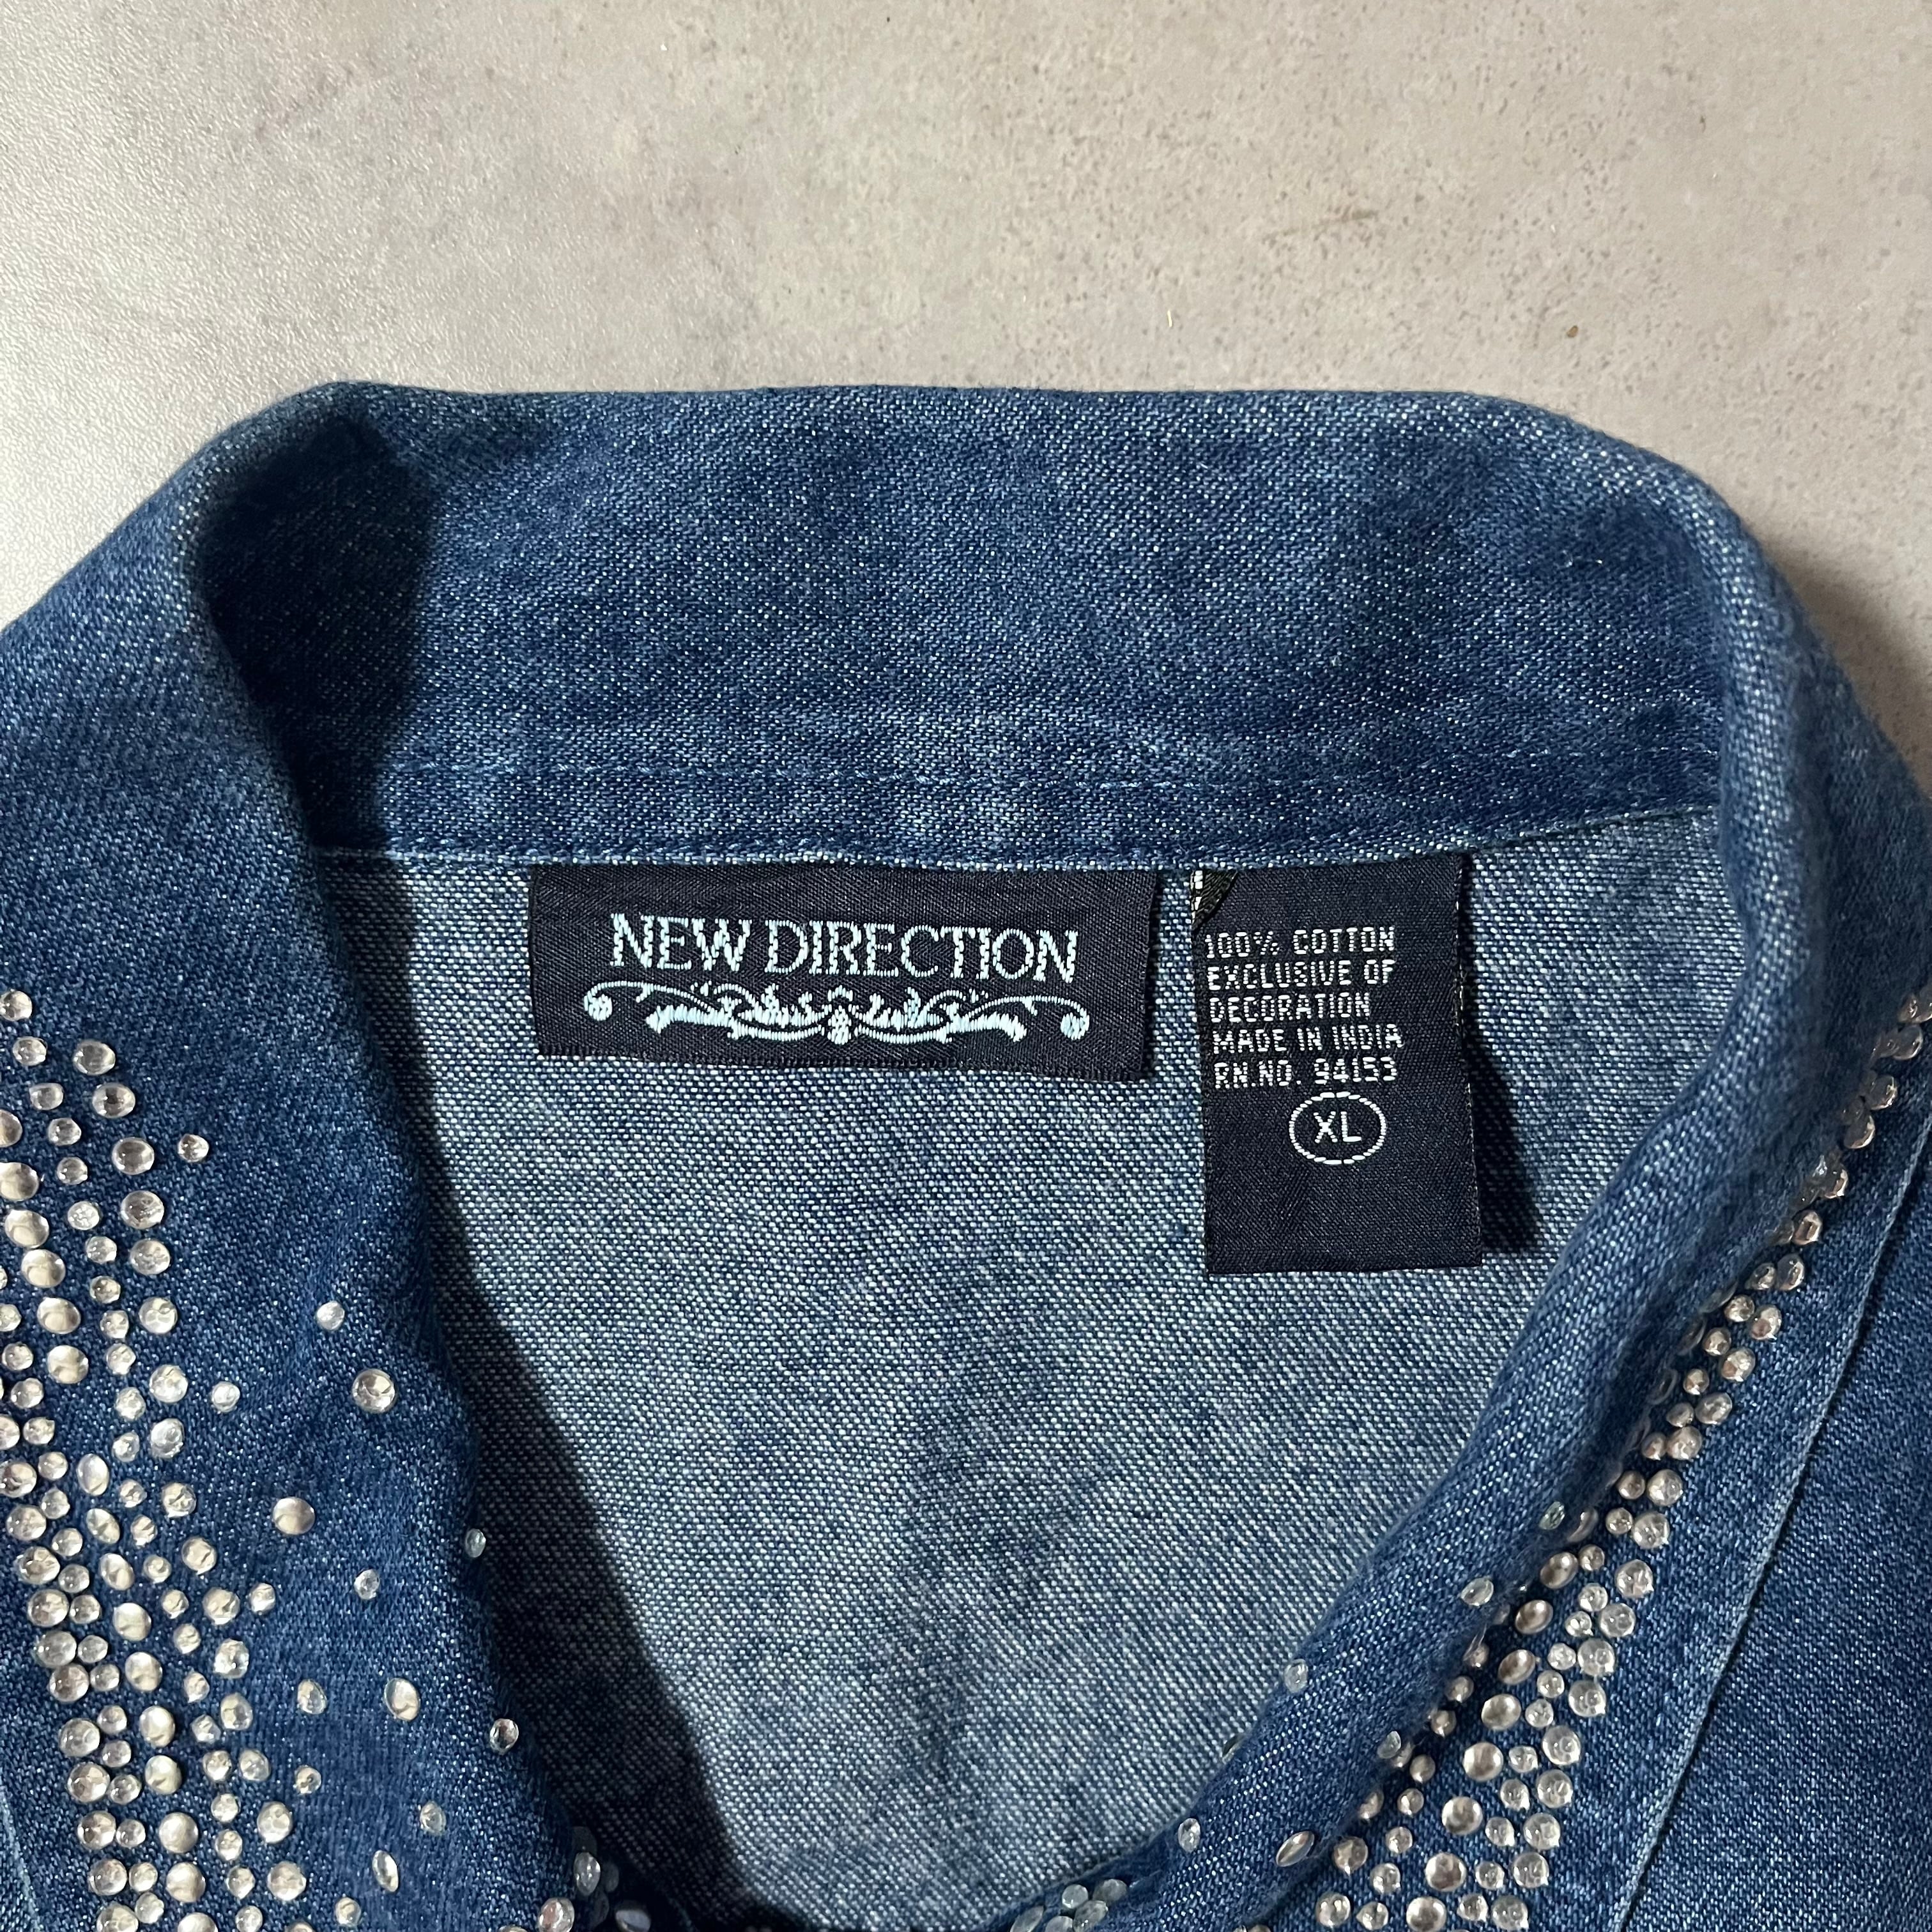 NEW DIRECTION
100% COTTON
EXCLUSIVE OF
DECORATION
MADE IN INDIA
RN.NO. 94153
XL